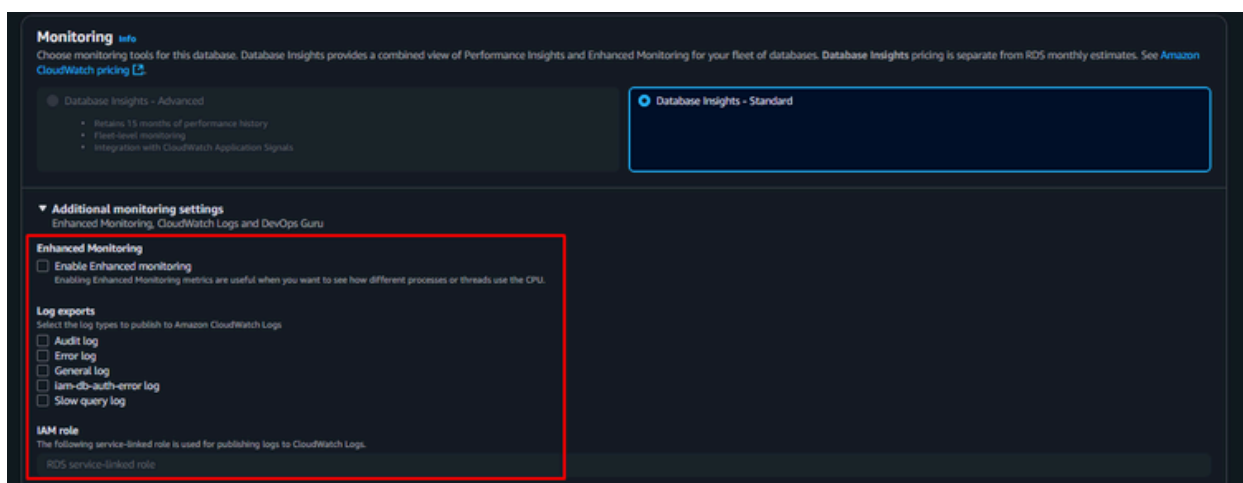 Monitoring Info
Choose monitoring tools for this database. Database Insights provides a combined view of Performance Insights and Enhanced Monitoring for your fleet of databases. Database Insights pricing is separate from RDS monthly estimates. See Amazon
CloudWatch pricing.
Database Insights - Advanced
Database Insights - Standard
• Retains 15 months of performance history
• Fleet-level monitoring
• Integration with CloudWatch Application Signals
Additional monitoring settings
Enhanced Monitoring, CloudWatch Logs and DevOps Guru
Enhanced Monitoring
Enable Enhanced monitoring
Enabling Enhanced Monitoring metrics are useful when you want to see how different processes or threads use the CPU.
Log exports
Select the log types to publish to Amazon CloudWatch Logs
Audit log
Error log
General log
iam-db-auth-error log
Slow query log
IAM role
The following service-linked role is used for publishing logs to CloudWatch Logs.
RDS service-linked role